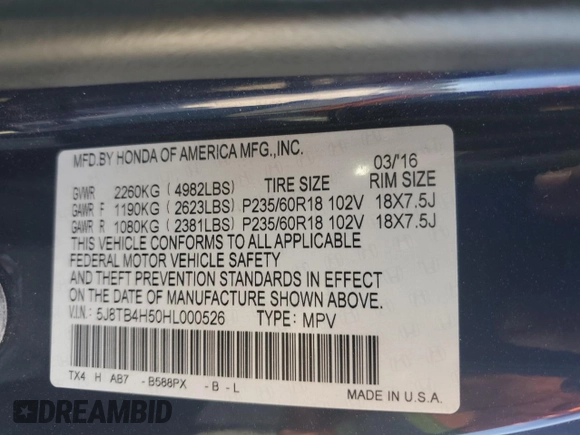 MFD.BY HONDA OF AMERICA MFG.,INC. 03/'16
GVWR 2260KG ( 4982LBS) TIRE SIZE RIM SIZE
GAWR F 1190KG ( 2623LBS) P235/60R18 102V 18X7.5J
GAWR R 1080KG ( 2381LBS) P235/60R18 102V 18X7.5J
THIS VEHICLE CONFORMS TO ALL APPLICABLE
FEDERAL MOTOR VEHICLE SAFETY
AND THEFT PREVENTION STANDARDS IN EFFECT
ON THE DATE OF MANUFACTURE SHOWN ABOVE.
V.I.N.: 5J8TB4H50HL000526 TYPE: MPV
TX4 H AB7 - B588PX - B - L
MADE IN U.S.A.
DREAMBID